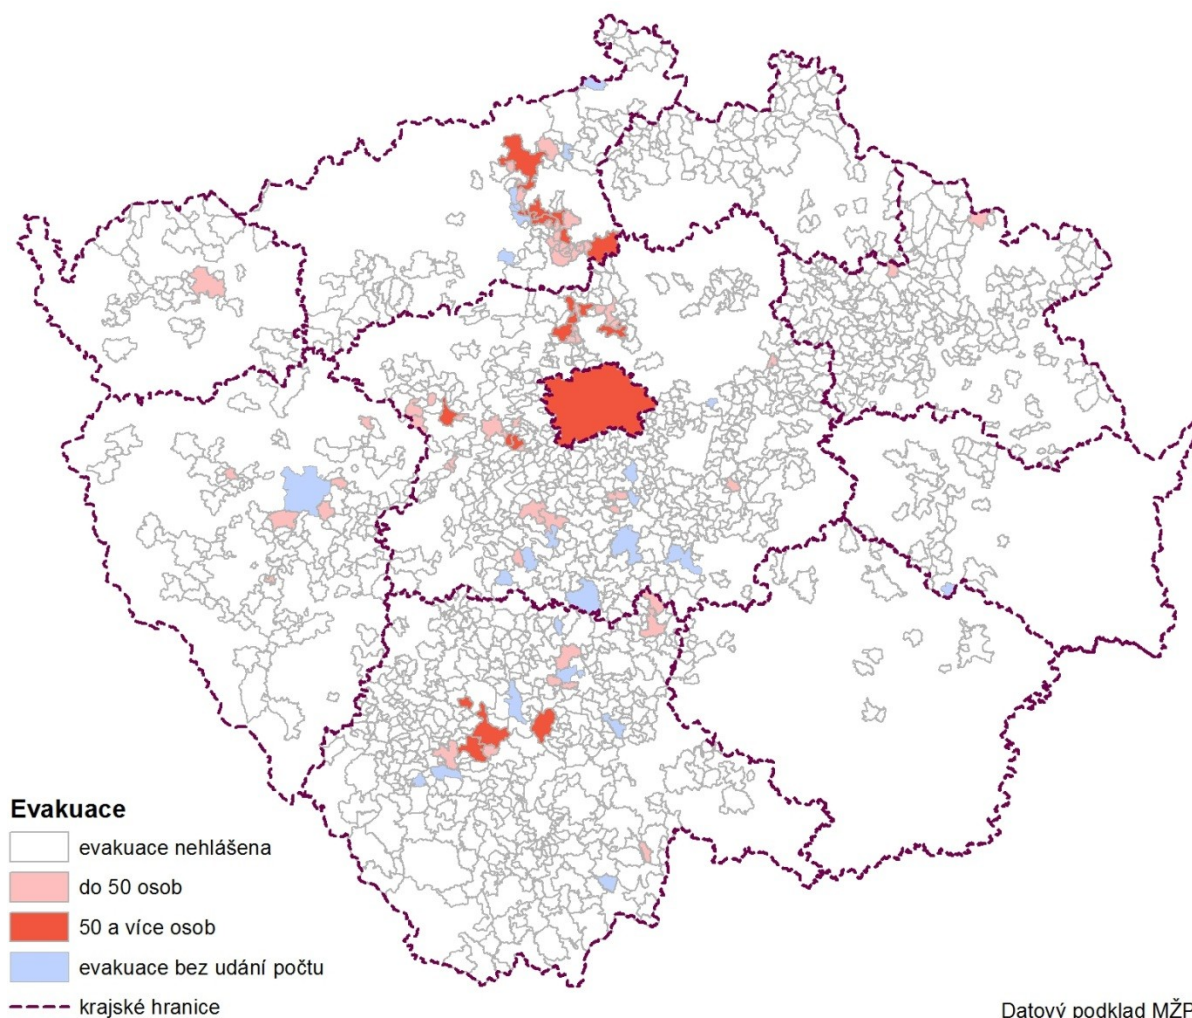 Evakuace
evakuace nehlášena
do 50 osob
50 a více osob
evakuace bez udání počtu
krajské hranice
Datový podklad MŽP